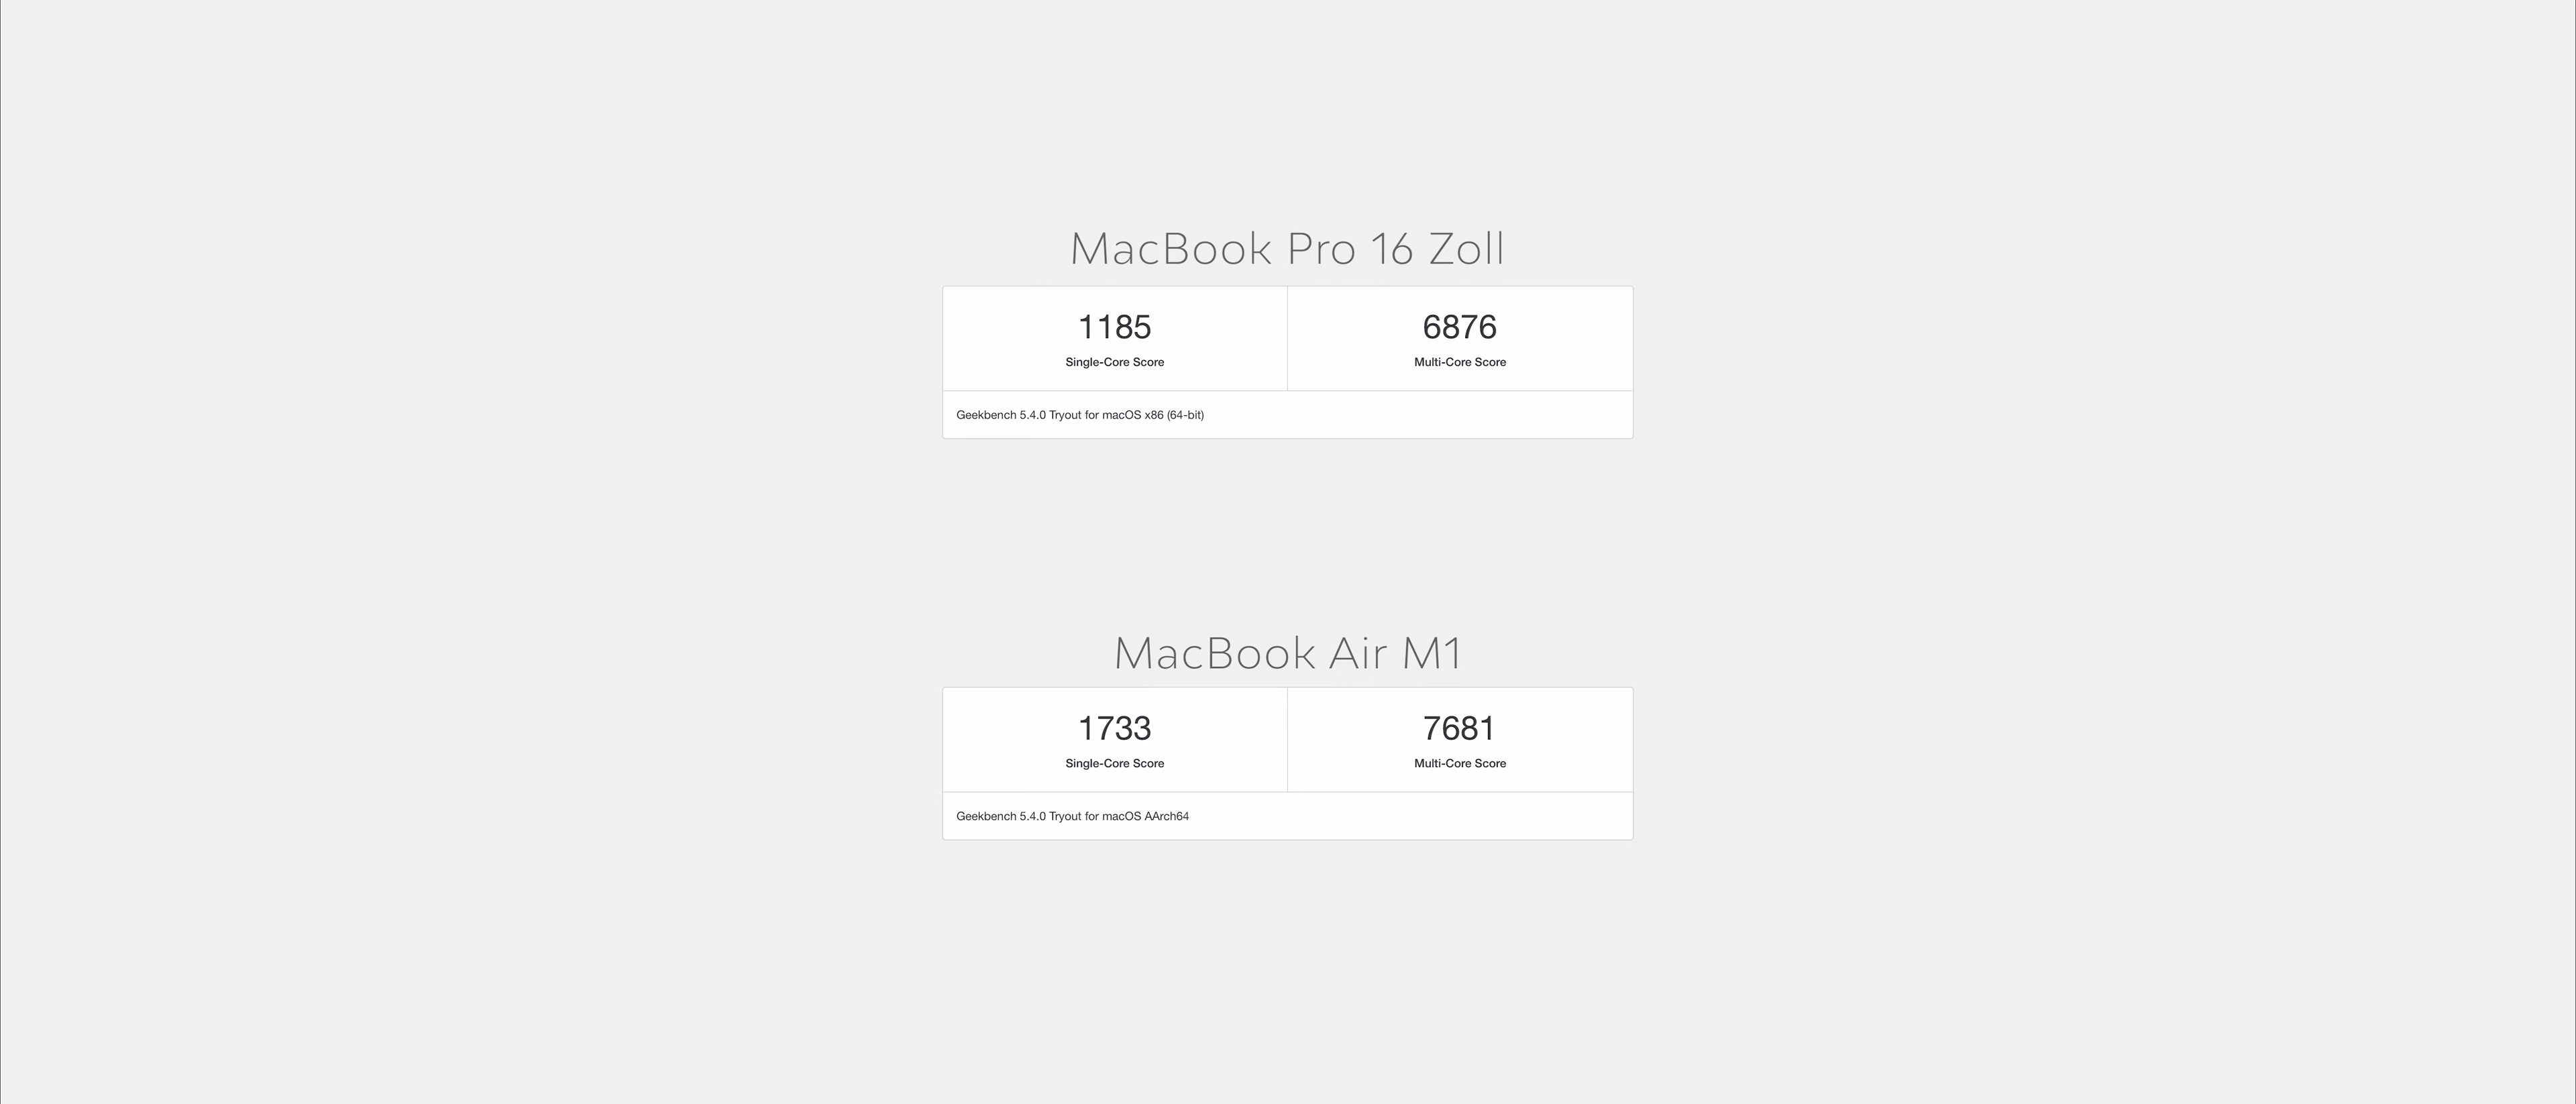 MacBook Pro 16 Zoll
1185 6876
Single-Core Score Multi-Core Score
Geekbench 5.4.0 Tryout for macOS x86 (64-bit)
MacBook Air M1
1733 7681
Single-Core Score Multi-Core Score
Geekbench 5.4.0 Tryout for macOS AArch64